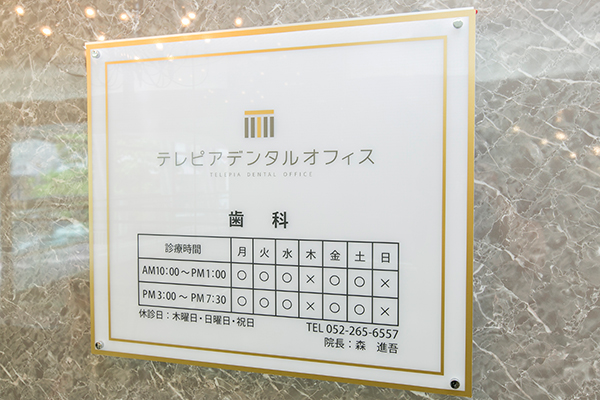 テレピアデンタルオフィス
TELEPIA DENTAL OFFICE
歯 科
診療時間 月 火 水 木 金 土 日
AM10:00〜PM1:00 ○ ○ ○ × ○ ○ ×
PM3:00〜PM7:30 ○ ○ ○ × ○ ○ ×
休診日：木曜日・日曜日・祝日
TEL 052-265-6557
院長：森 進吾